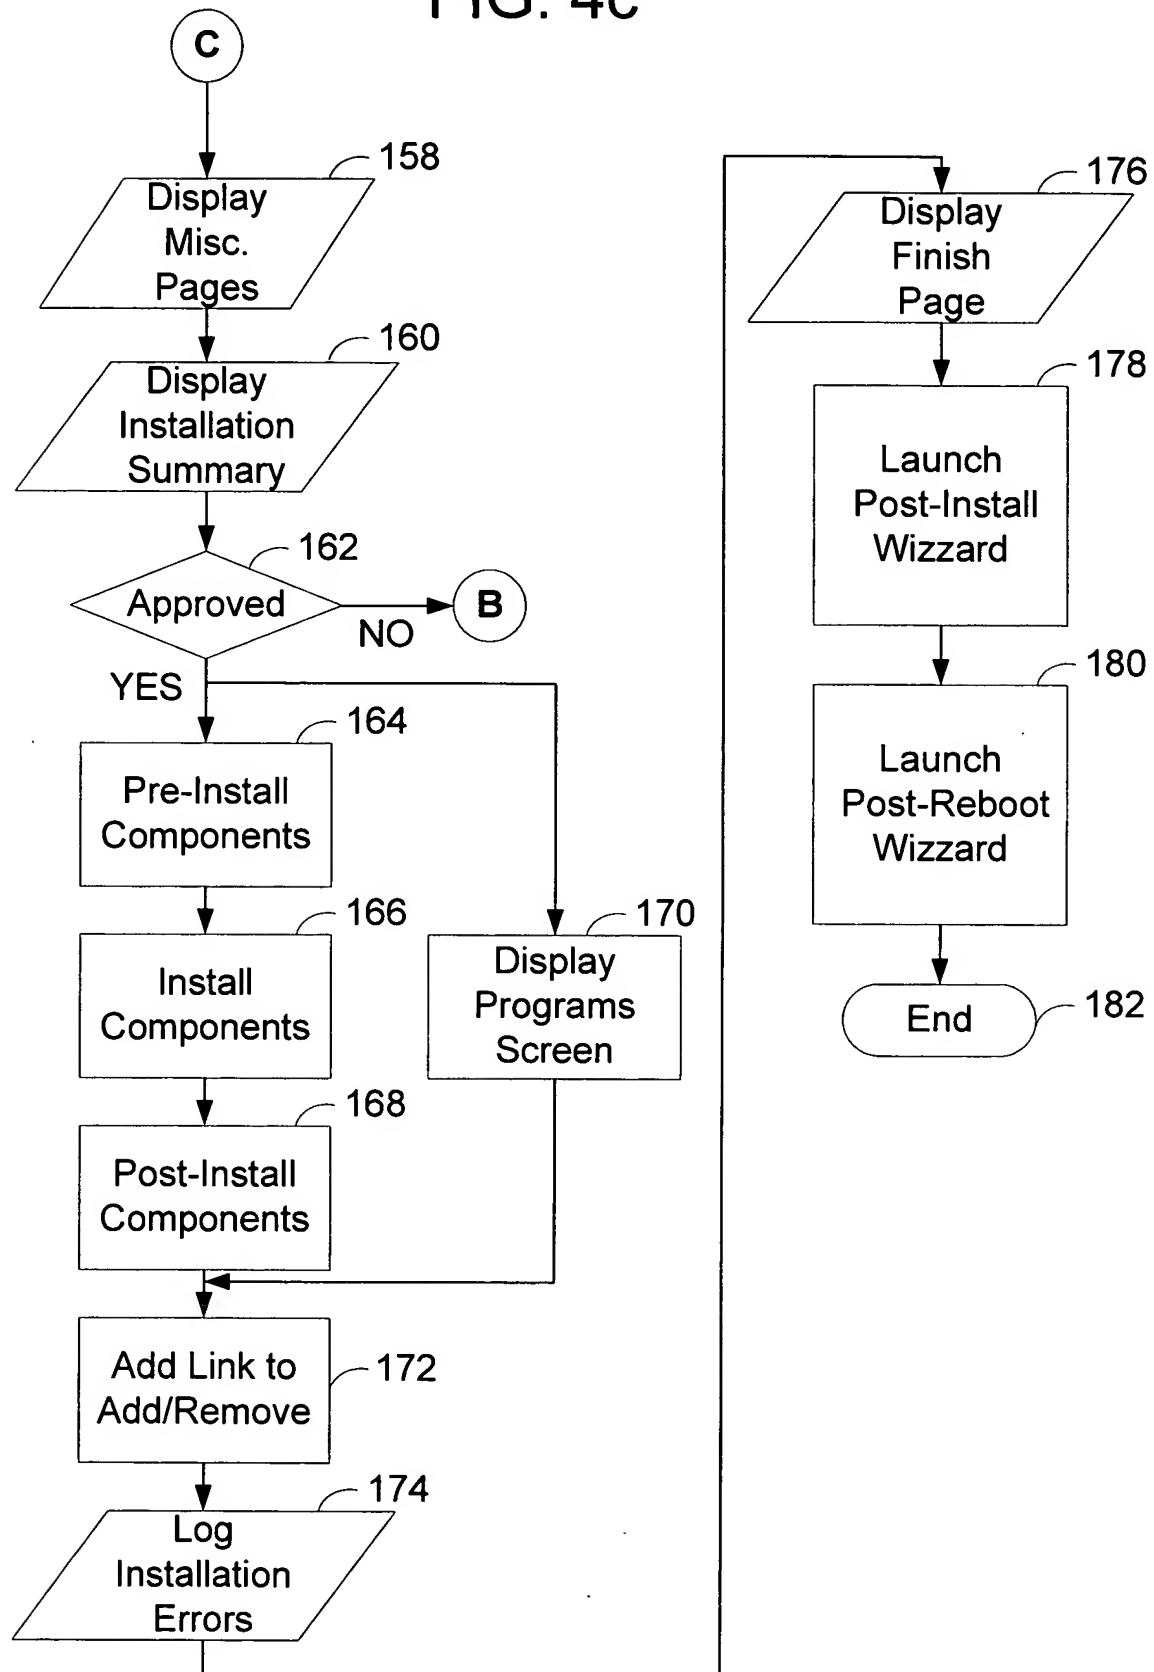 FIG. 4c
C
158
Display
Misc.
Pages
160
Display
Installation
Summary
162
Approved
B
NO
YES
164
Pre-Install
Components
166
Install
Components
170
Display
Programs
Screen
168
Post-Install
Components
Add Link to
Add/Remove
172
174
Log
Installation
Errors
176
Display
Finish
Page
178
Launch
Post-Install
Wizzard
180
Launch
Post-Reboot
Wizzard
End
182